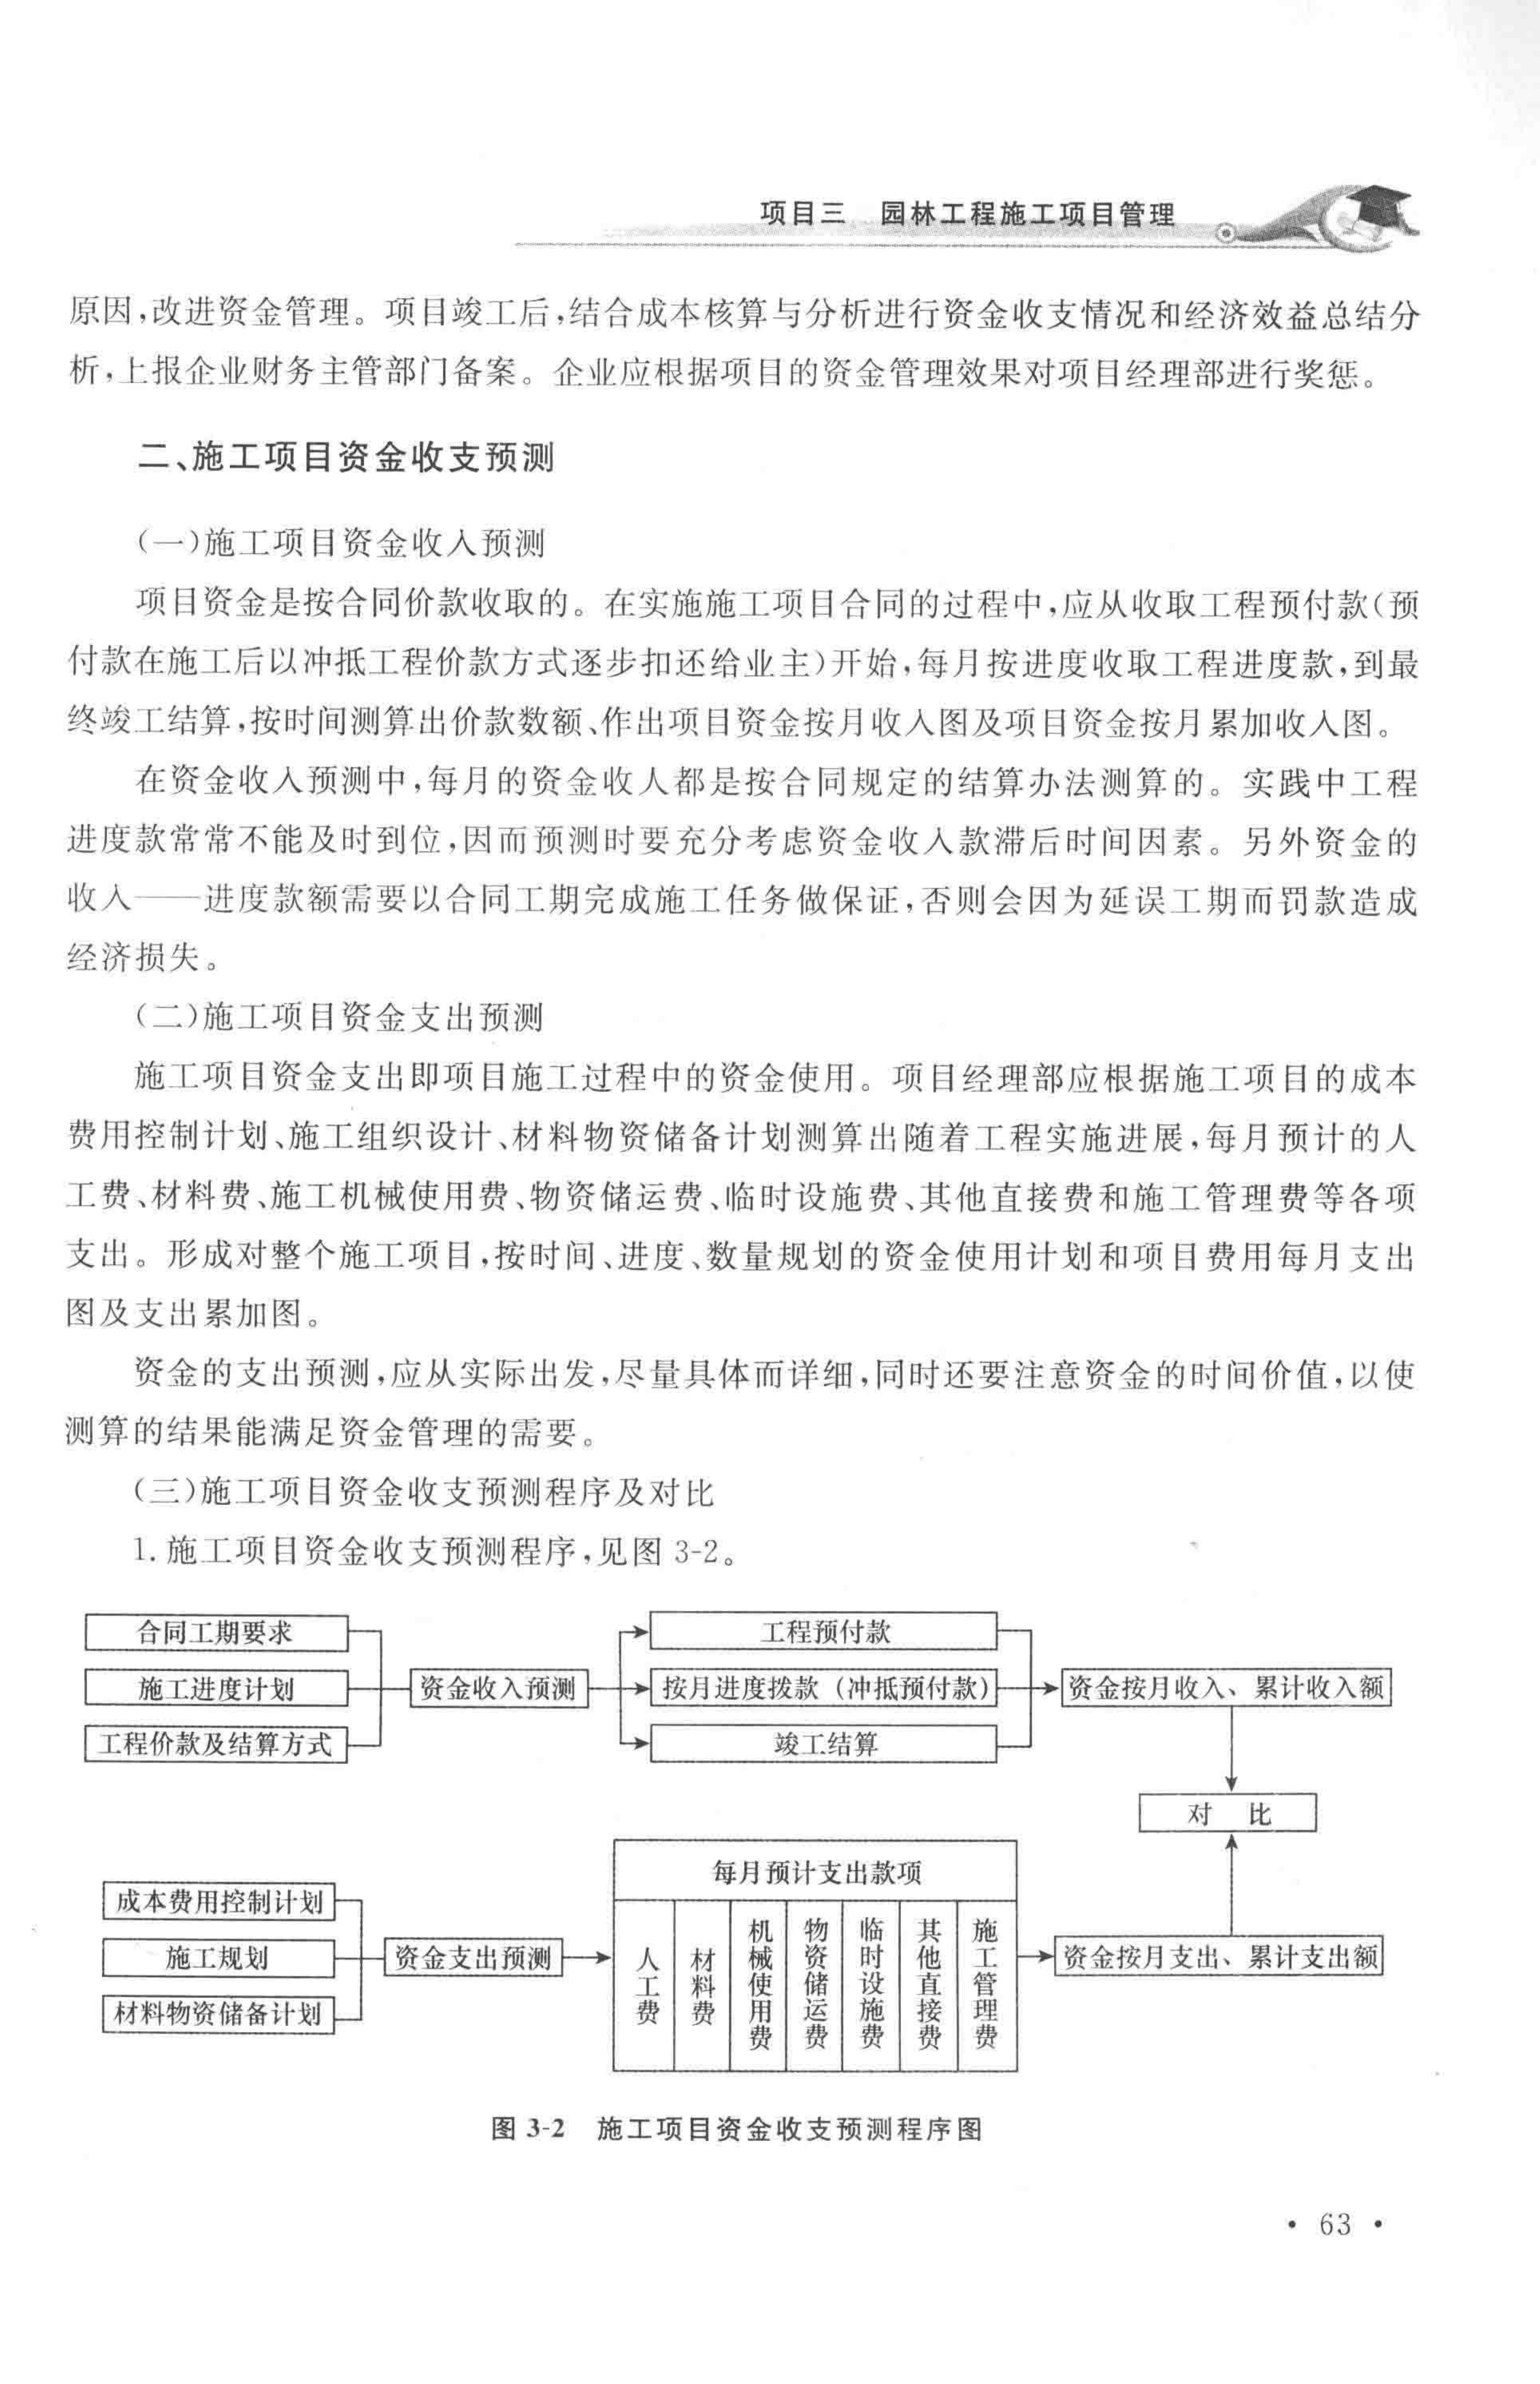 项目三 园林工程施工项目管理
原因,改进资金管理。项目竣工后,结合成本核算与分析进行资金收支情况和经济效益总结分
析,上报企业财务主管部门备案。企业应根据项目的资金管理效果对项目经理部进行奖惩。
二、施工项目资金收支预测
(一)施工项目资金收入预测
项目资金是按合同价款收取的。在实施施工项目合同的过程中,应从收取工程预付款(预
付款在施工后以冲抵工程价款方式逐步扣还给业主)开始,每月按进度收取工程进度款,到最
终竣工结算,按时间测算出价款数额、作出项目资金按月收入图及项目资金按月累加收入图。
在资金收入预测中,每月的资金收人都是按合同规定的结算办法测算的。实践中工程
进度款常常不能及时到位,因而预测时要充分考虑资金收入款滞后时间因素。另外资金的
收入——进度款额需要以合同工期完成施工任务做保证,否则会因为延误工期而罚款造成
经济损失。
(二)施工项目资金支出预测
施工项目资金支出即项目施工过程中的资金使用。项目经理部应根据施工项目的成本
费用控制计划、施工组织设计、材料物资储备计划测算出随着工程实施进展,每月预计的人
工费、材料费、施工机械使用费、物资储运费、临时设施费、其他直接费和施工管理费等各项
支出。形成对整个施工项目,按时间、进度、数量规划的资金使用计划和项目费用每月支出
图及支出累加图。
资金的支出预测,应从实际出发,尽量具体而详细,同时还要注意资金的时间价值,以使
测算的结果能满足资金管理的需要。
(三)施工项目资金收支预测程序及对比
1.施工项目资金收支预测程序,见图 3-2。
合同工期要求
施工进度计划
工程价款及结算方式
资金收入预测
工程预付款
按月进度拨款（冲抵预付款）
竣工结算
资金按月收入、累计收入额
对 比
成本费用控制计划
施工规划
材料物资储备计划
资金支出预测
每月预计支出款项
人工费
材料费
机械使用费
物资储运费
临时设施费
其他直接费
施工管理费
资金按月支出、累计支出额
图 3-2 施工项目资金收支预测程序图
· 63 ·